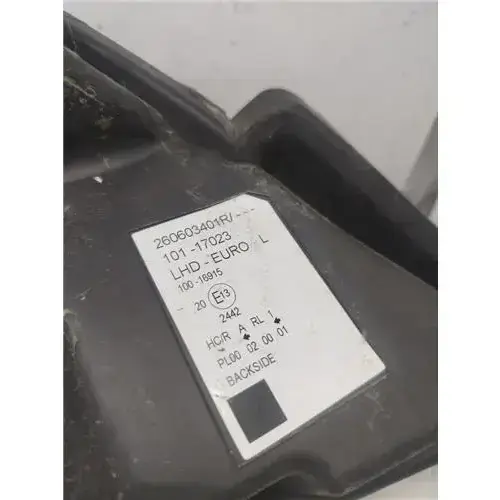 260603401R/---
101 -17023
LHD - EURO - L
100 -16915
- 20 E13
2442
HC/R A RL 1
PL00 02 00 01
BACKSIDE